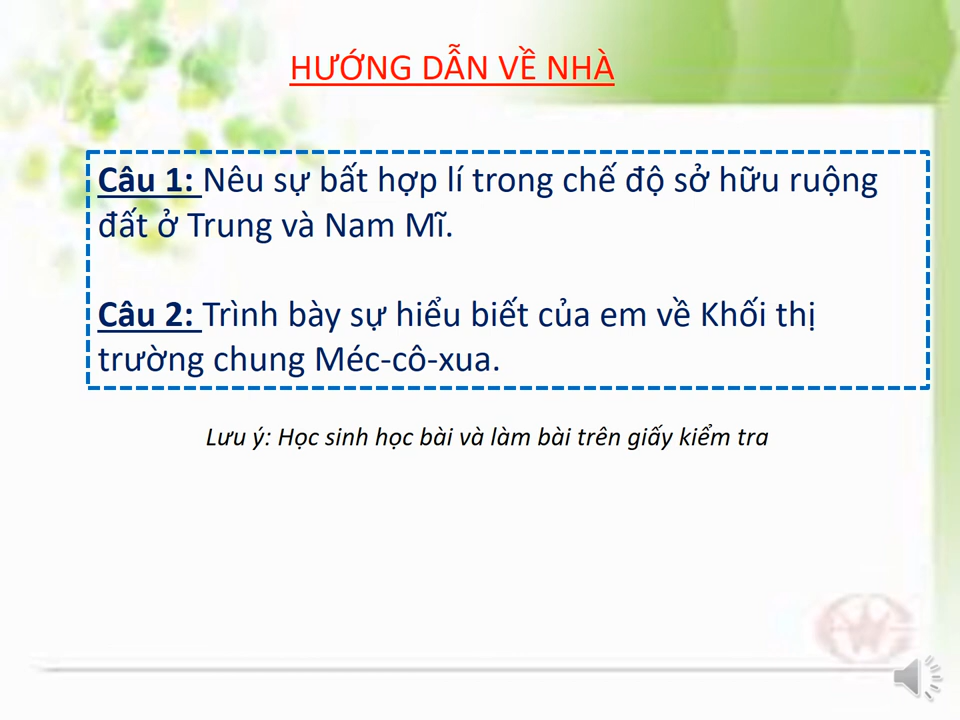 HƯỚNG DẪN VỀ NHÀ
Câu 1: Nêu sự bất hợp lí trong chế độ sở hữu ruộng
đất ở Trung và Nam Mĩ.
Câu 2: Trình bày sự hiểu biết của em về Khối thị
trường chung Méc-cô-xua.
Lưu ý: Học sinh học bài và làm bài trên giấy kiểm tra